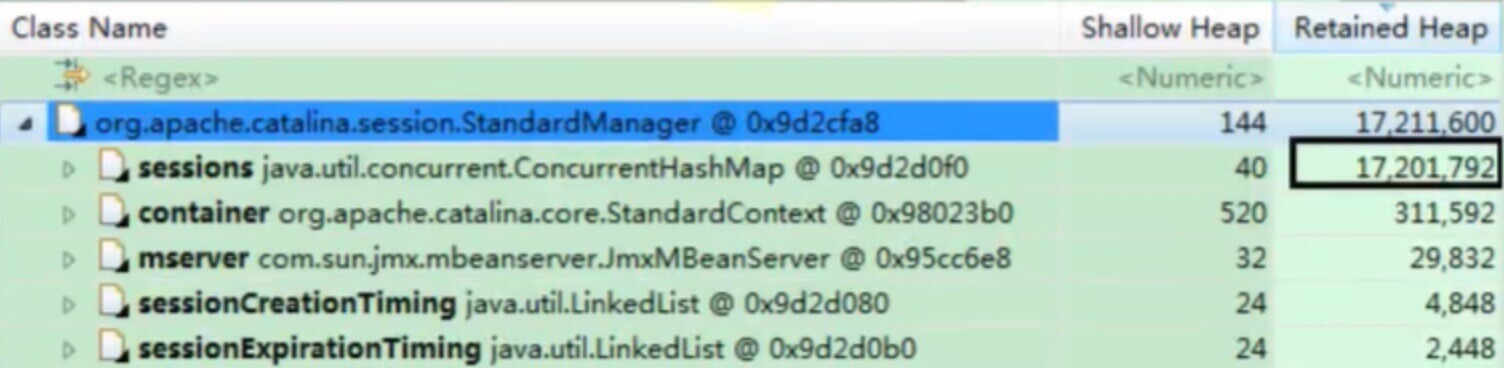 Class Name Shallow Heap Retained Heap
<Regex> <Numeric> <Numeric>
org.apache.catalina.session.StandardManager @ 0x9d2cfa8 144 17,211,600
sessions java.util.concurrent.ConcurrentHashMap @ 0x9d2d0f0 40 17,201,792
container org.apache.catalina.core.StandardContext @ 0x98023b0 520 311,592
mserver com.sun.jmx.mbeanserver.JmxMBeanServer @ 0x95cc6e8 32 29,832
sessionCreationTiming java.util.LinkedList @ 0x9d2d080 24 4,848
sessionExpirationTiming java.util.LinkedList @ 0x9d2d0b0 24 2,448